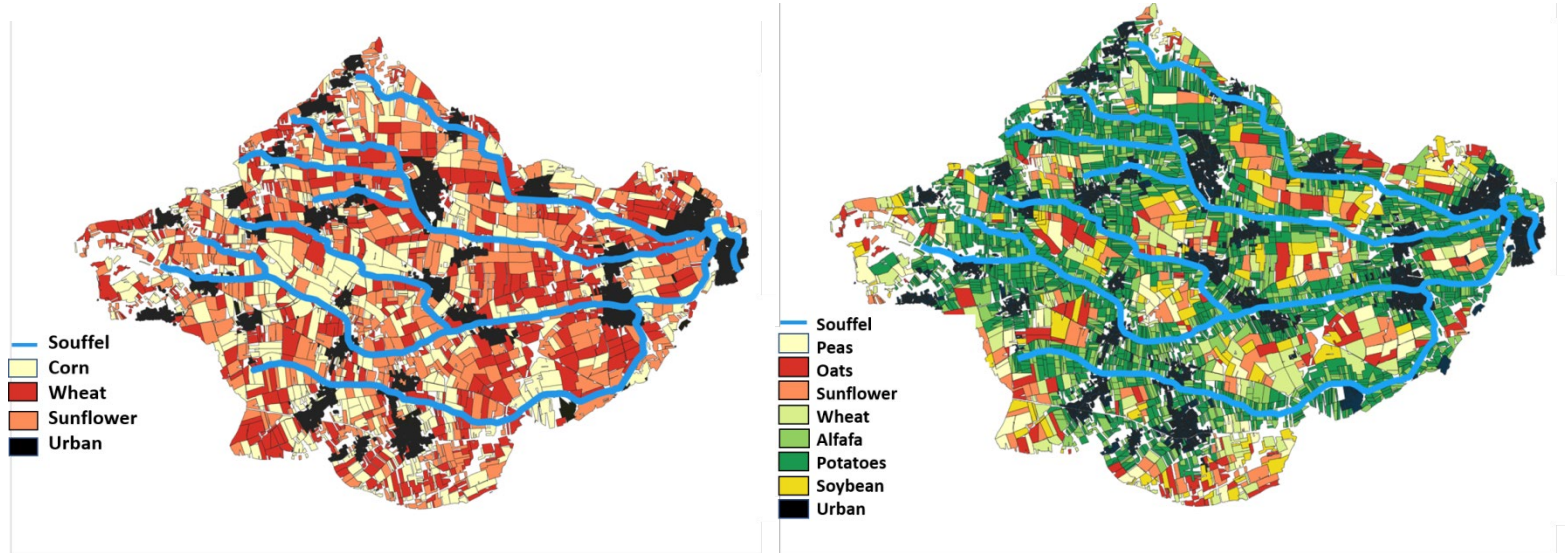 Souffel
Corn
Wheat
Sunflower
Urban
Souffel
Peas
Oats
Sunflower
Wheat
Alfafa
Potatoes
Soybean
Urban